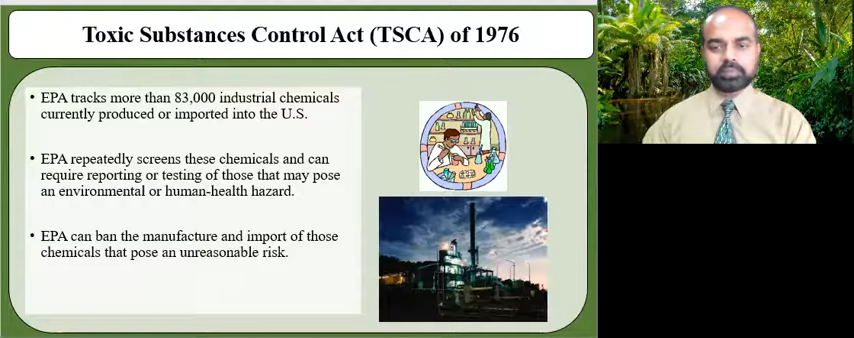 Toxic Substances Control Act (TSCA) of 1976
• EPA tracks more than 83,000 industrial chemicals
currently produced or imported into the U.S.
• EPA repeatedly screens these chemicals and can
require reporting or testing of those that may pose
an environmental or human-health hazard.
• EPA can ban the manufacture and import of those
chemicals that pose an unreasonable risk.